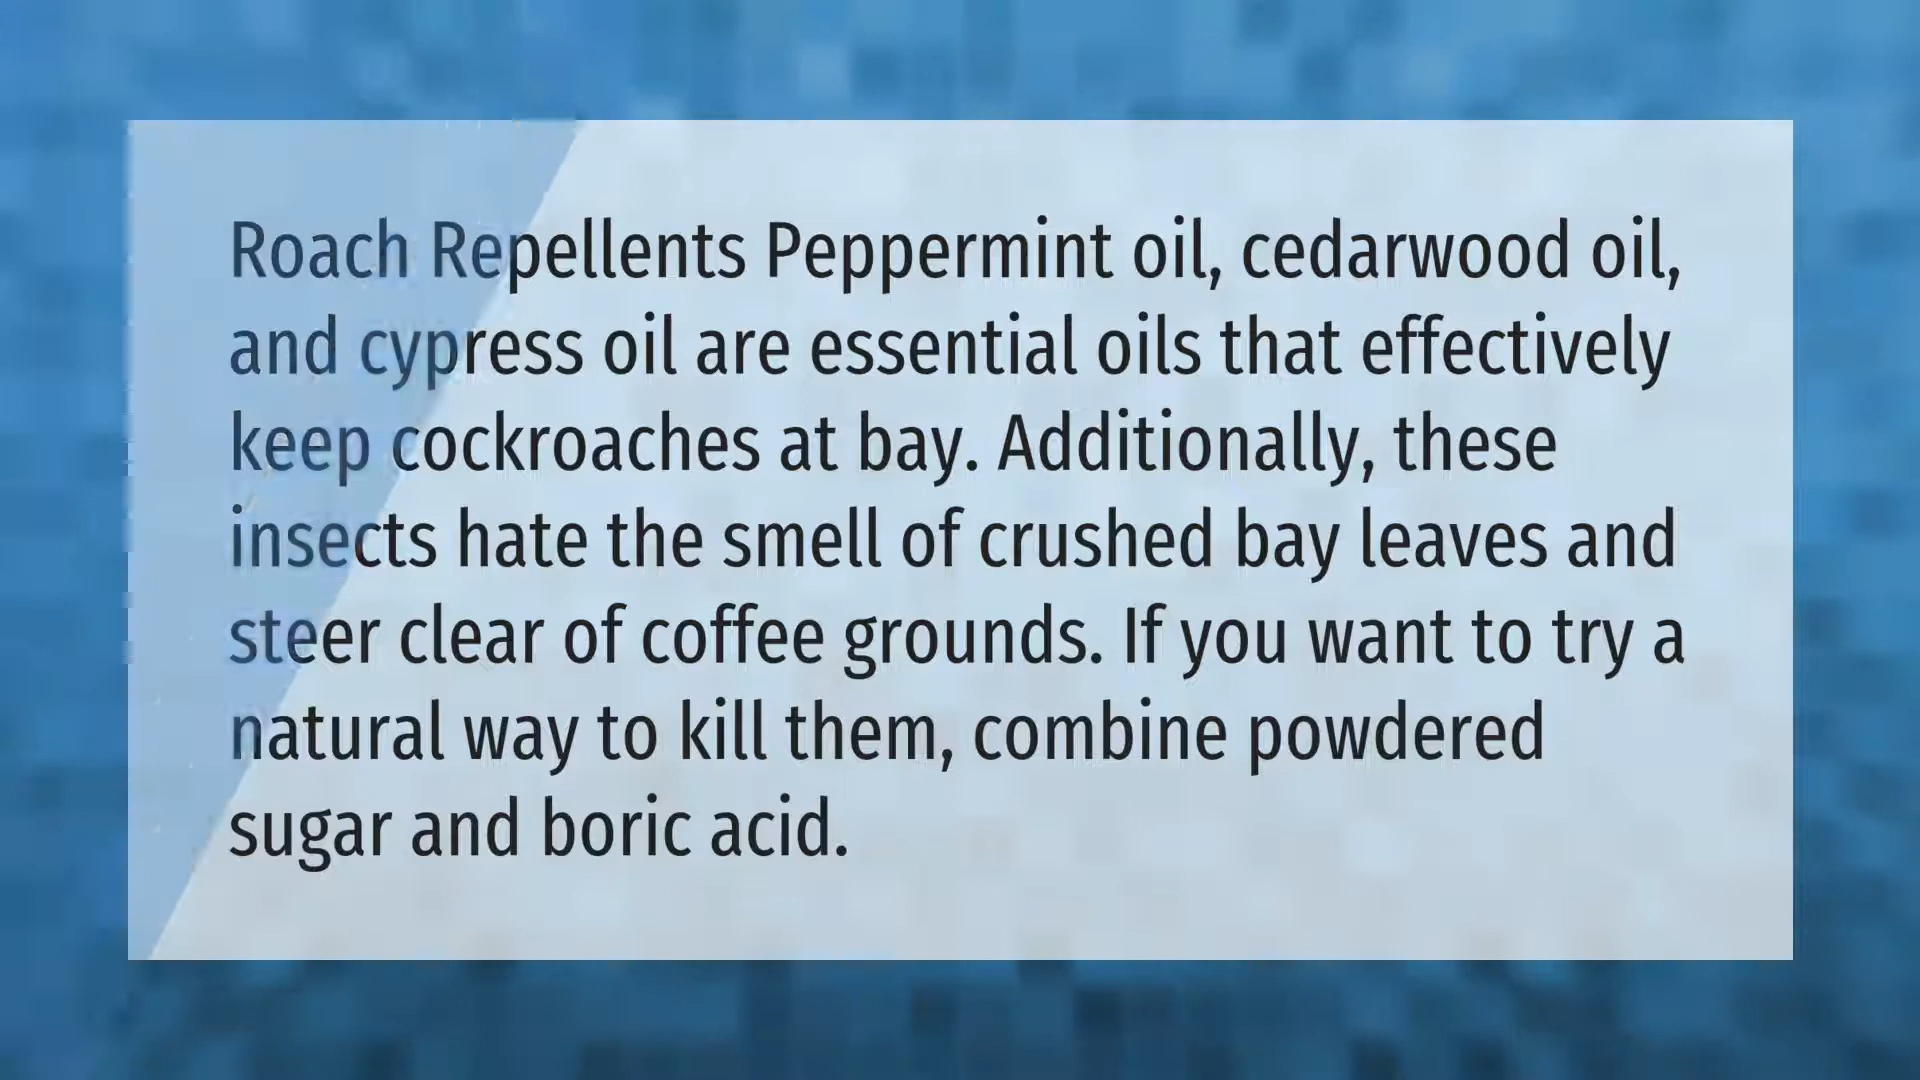 Roach Repellents Peppermint oil, cedarwood oil,
and cypress oil are essential oils that effectively
keep cockroaches at bay. Additionally, these
insects hate the smell of crushed bay leaves and
steer clear of coffee grounds. If you want to try a
natural way to kill them, combine powdered
sugar and boric acid.